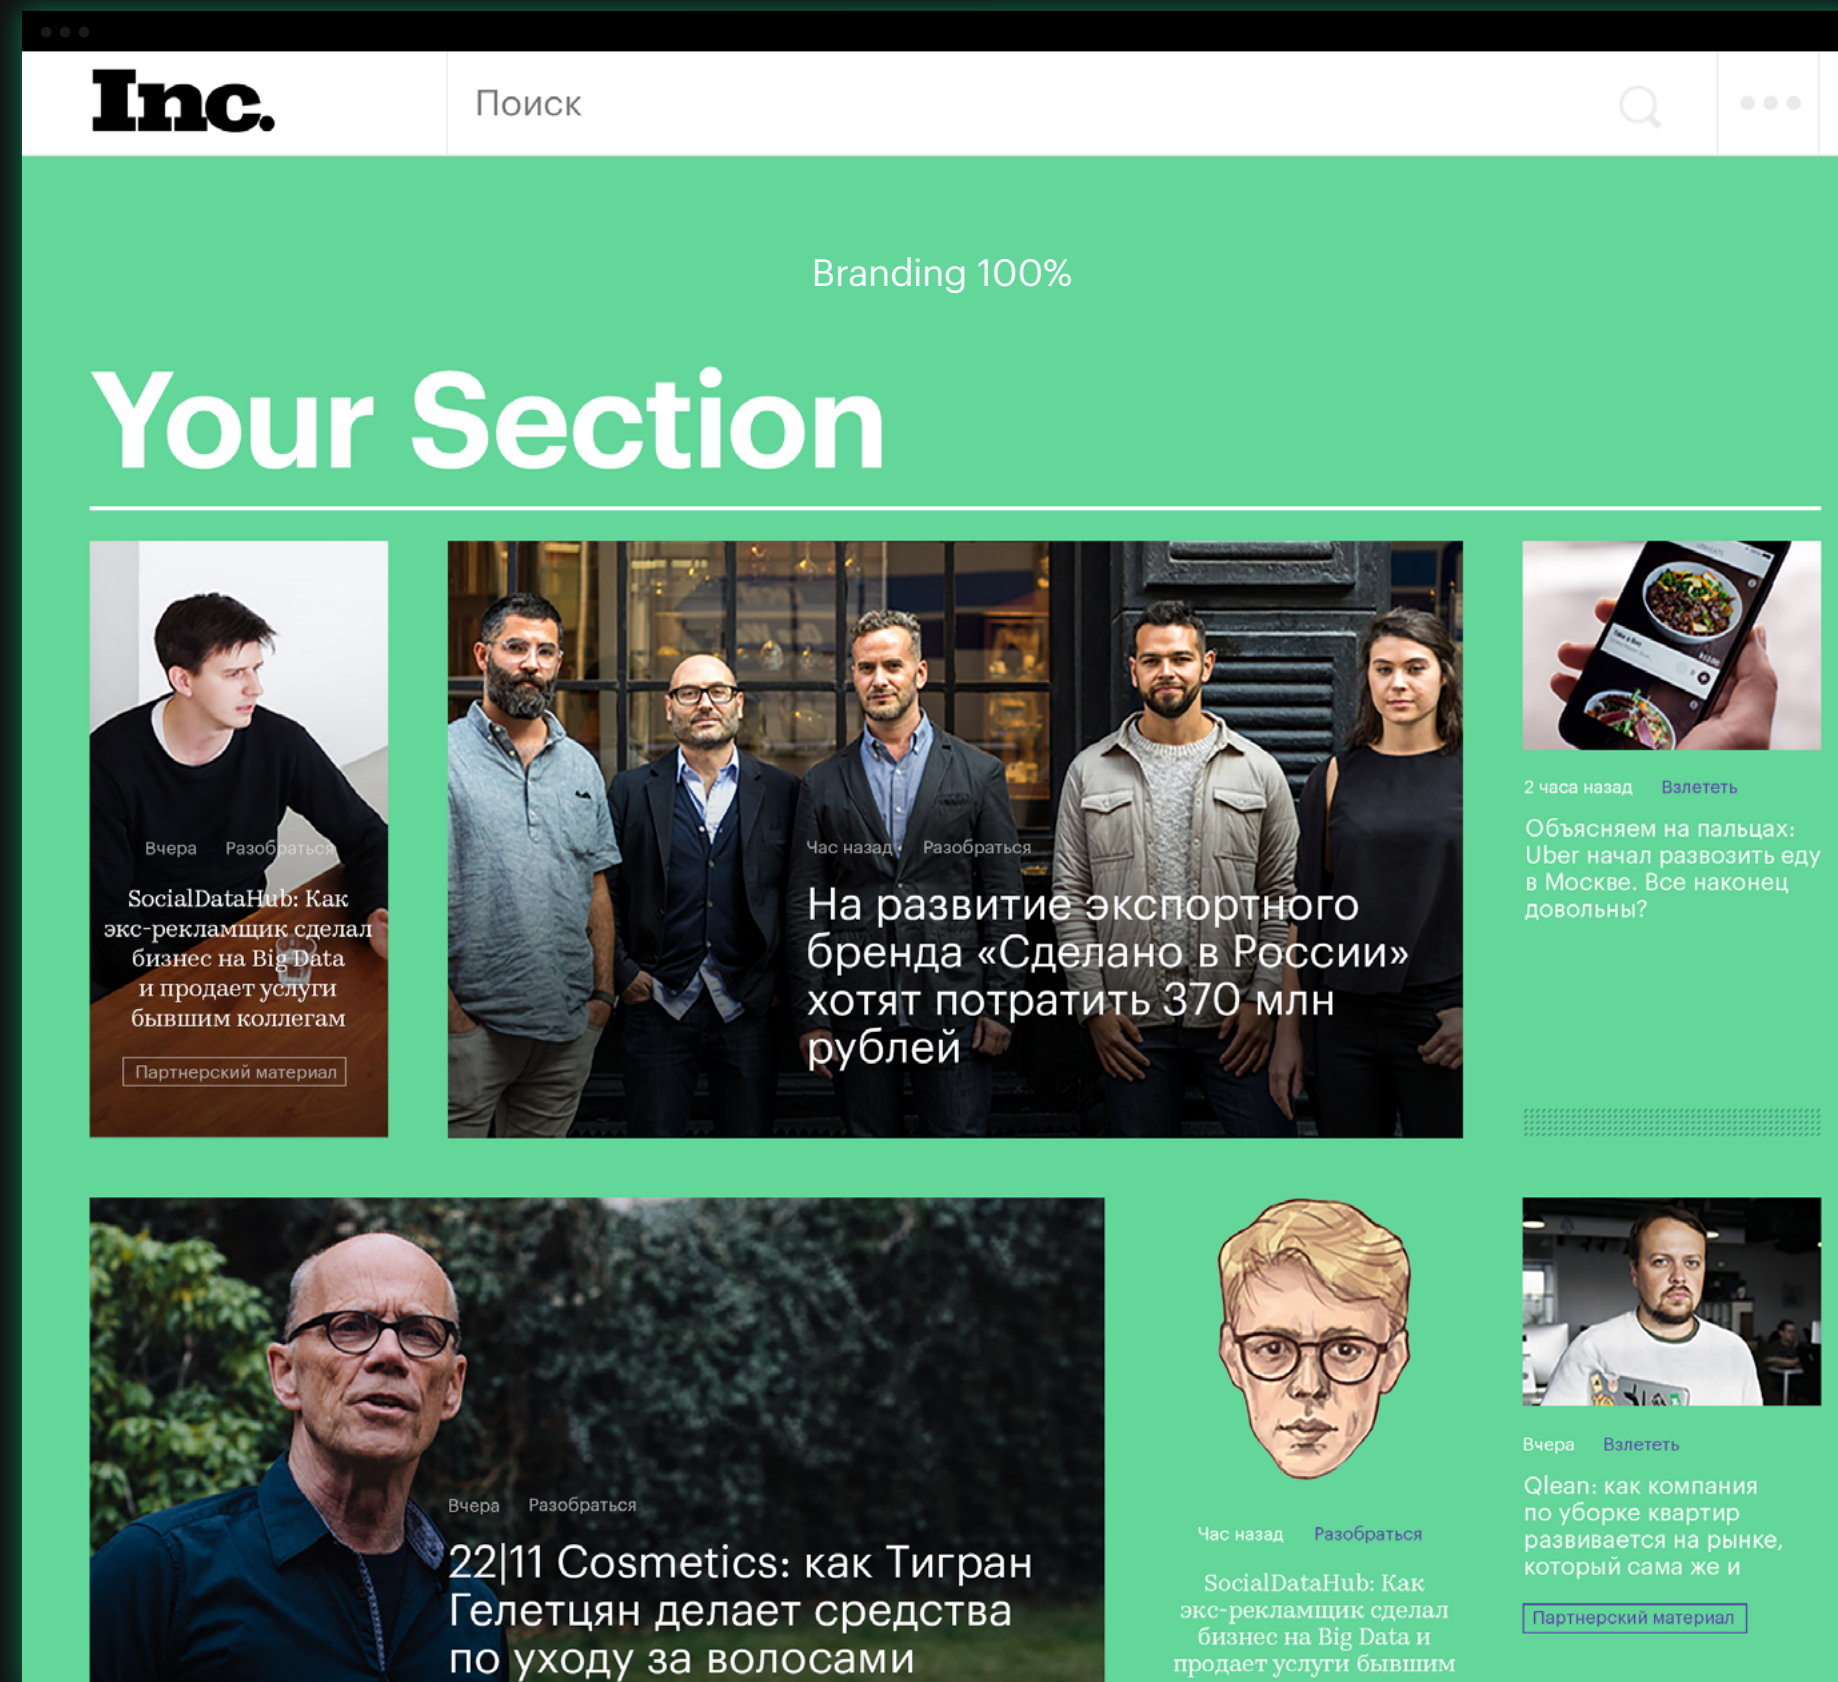 Inc.
Поиск
Branding 100%
Your Section
Вчера Разобраться
SocialDataHub: Как
экс-рекламщик сделал
бизнес на Big Data
и продает услуги
бывшим коллегам
Партнерский материал
Час назад Разобраться
На развитие экспортного
бренда «Сделано в России»
хотят потратить 370 млн
рублей
2 часа назад Взлететь
Объясняем на пальцах:
Uber начал развозить еду
в Москве. Все наконец
довольны?
Вчера Разобраться
22|11 Cosmetics: как Тигран
Гелетцян делает средства
по уходу за волосами
Час назад Разобраться
SocialDataHub: Как
экс-рекламщик сделал
бизнес на Big Data и
продает услуги бывшим
Вчера Взлететь
Qlean: как компания
по уборке квартир
развивается на рынке,
который сама же и
Партнерский материал